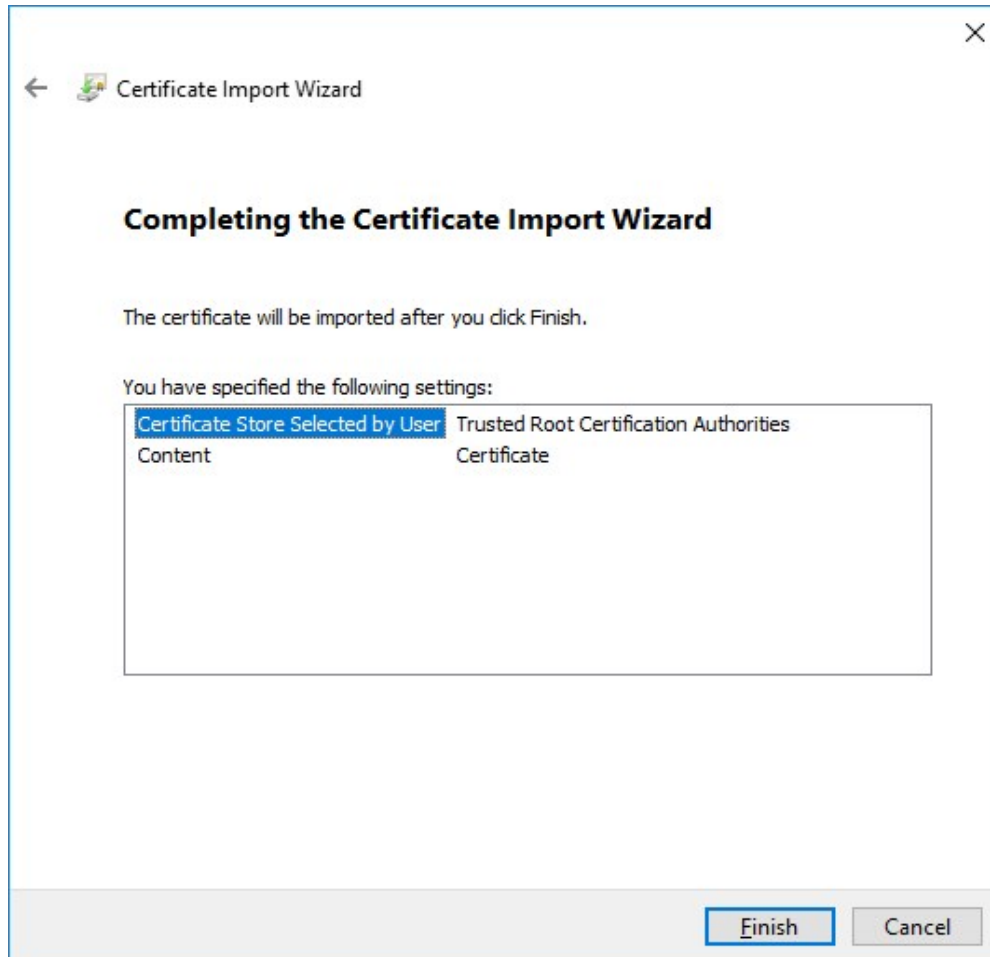 Certificate Import Wizard
Completing the Certificate Import Wizard
The certificate will be imported after you click Finish.
You have specified the following settings:
Certificate Store Selected by User Trusted Root Certification Authorities
Content Certificate
Finish Cancel